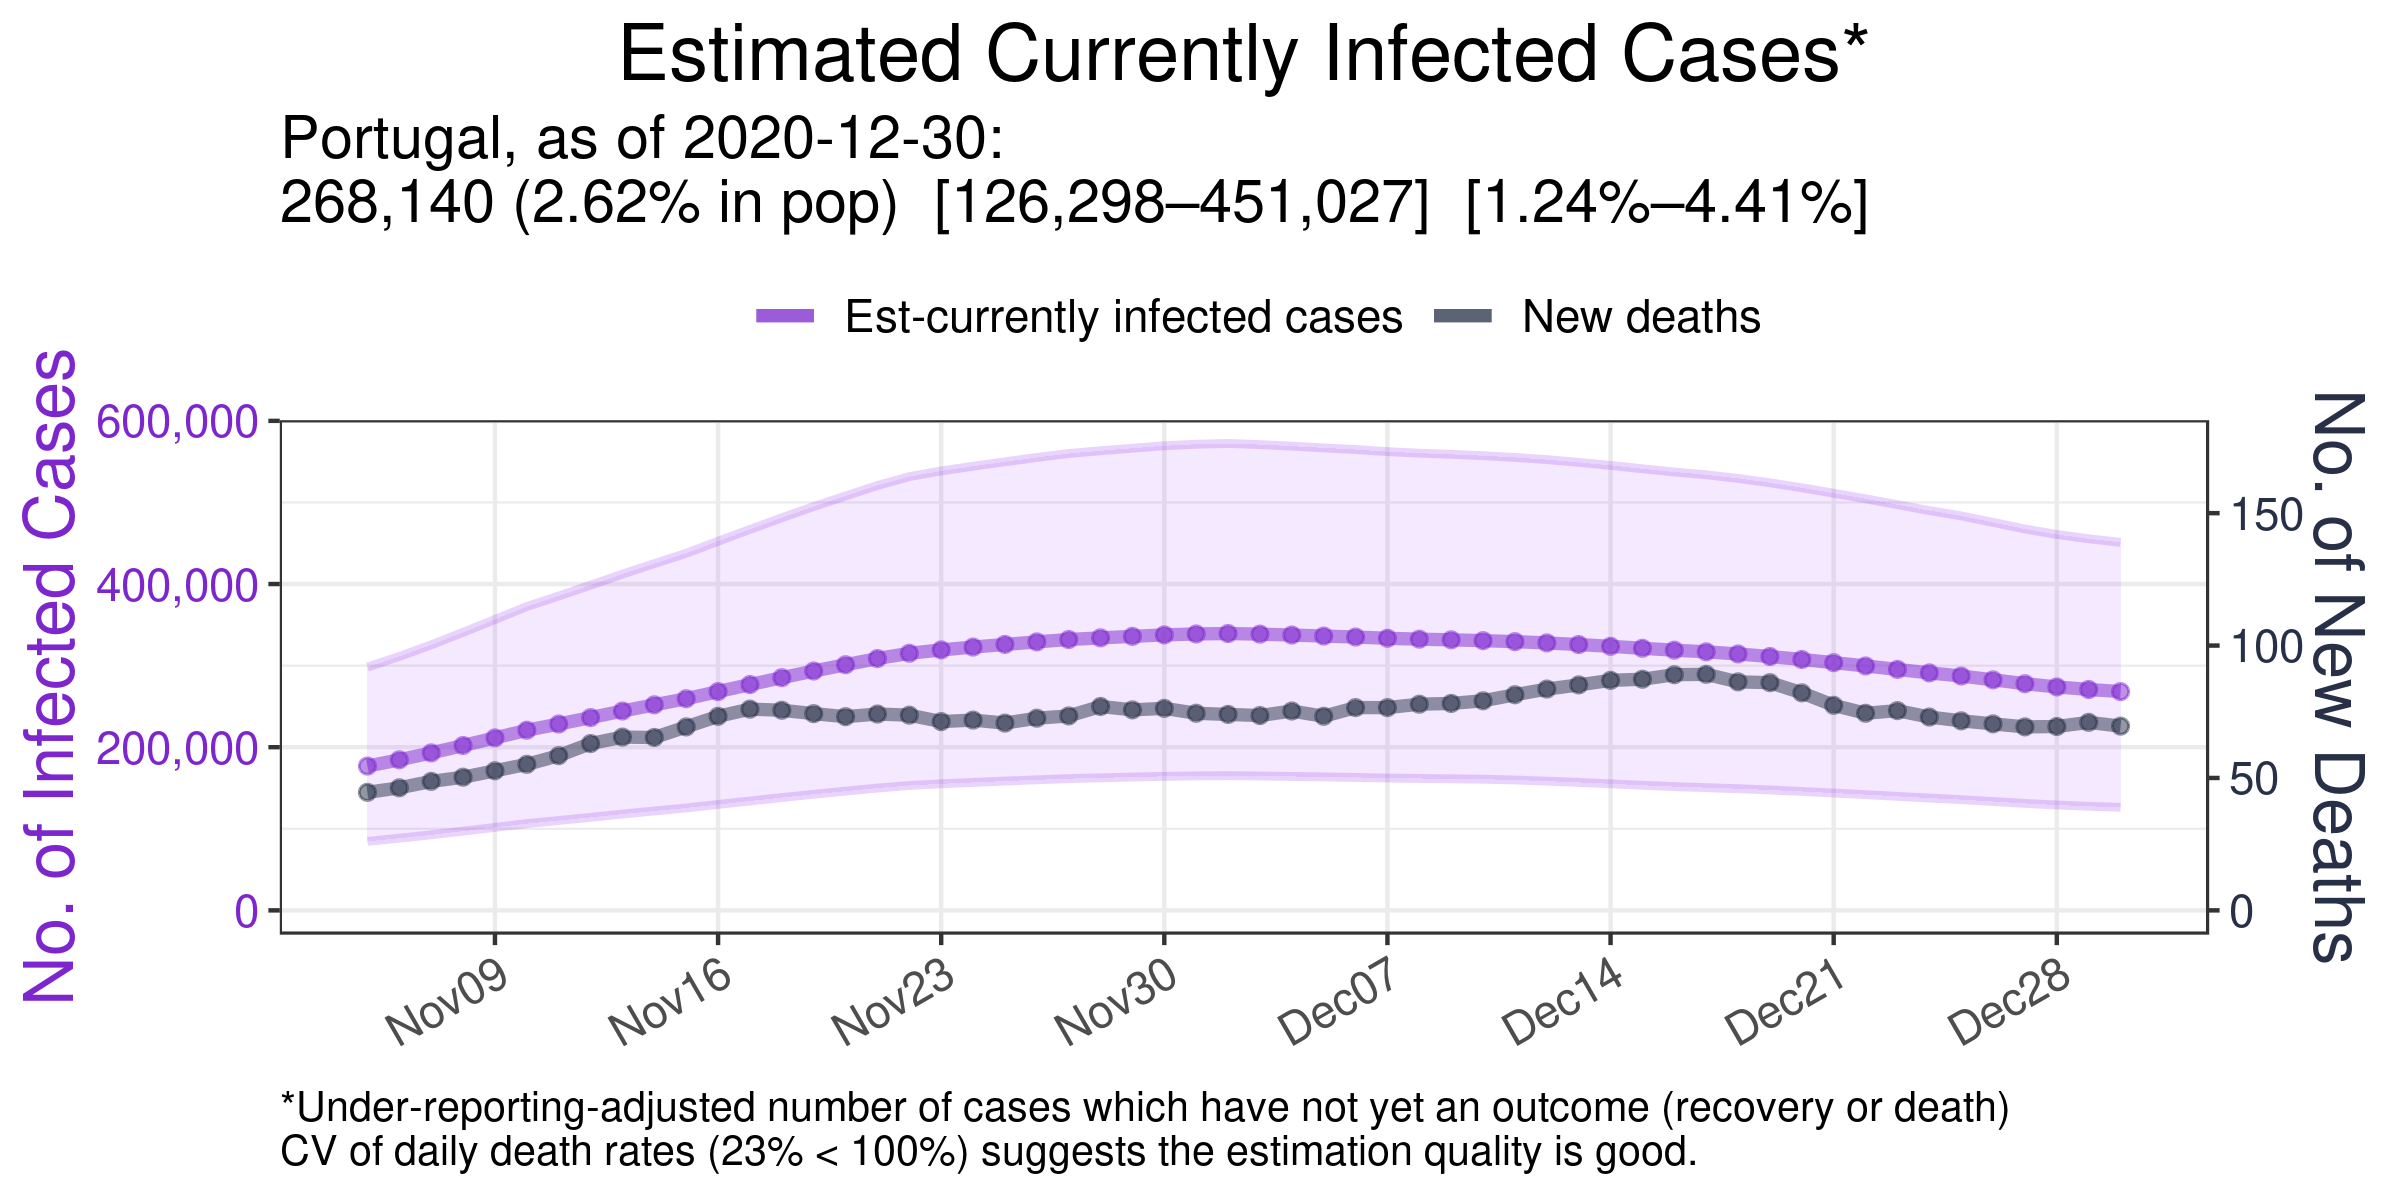 Estimated Currently Infected Cases*
Portugal, as of 2020-12-30:
268,140 (2.62% in pop)  [126,298–451,027]  [1.24%–4.41%]
Est-currently infected cases
New deaths
No. of Infected Cases
600,000
400,000
200,000
0
150
100
50
0
No. of New Deaths
Nov09
Nov16
Nov23
Nov30
Dec07
Dec14
Dec21
Dec28
*Under-reporting-adjusted number of cases which have not yet an outcome (recovery or death)
CV of daily death rates (23% < 100%) suggests the estimation quality is good.